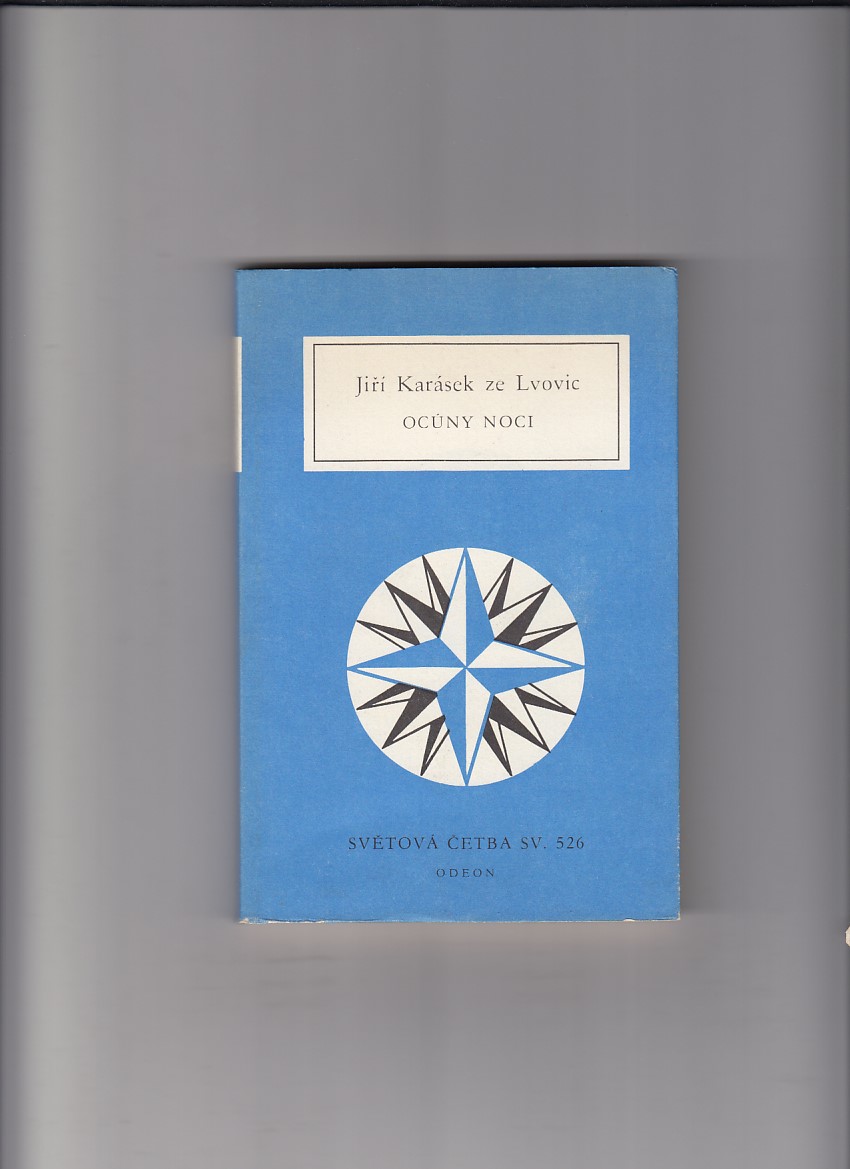 Jiří Karásek ze Lvovic
OCÚNY NOCI
SVĚTOVÁ ČETBA SV. 526
ODEON